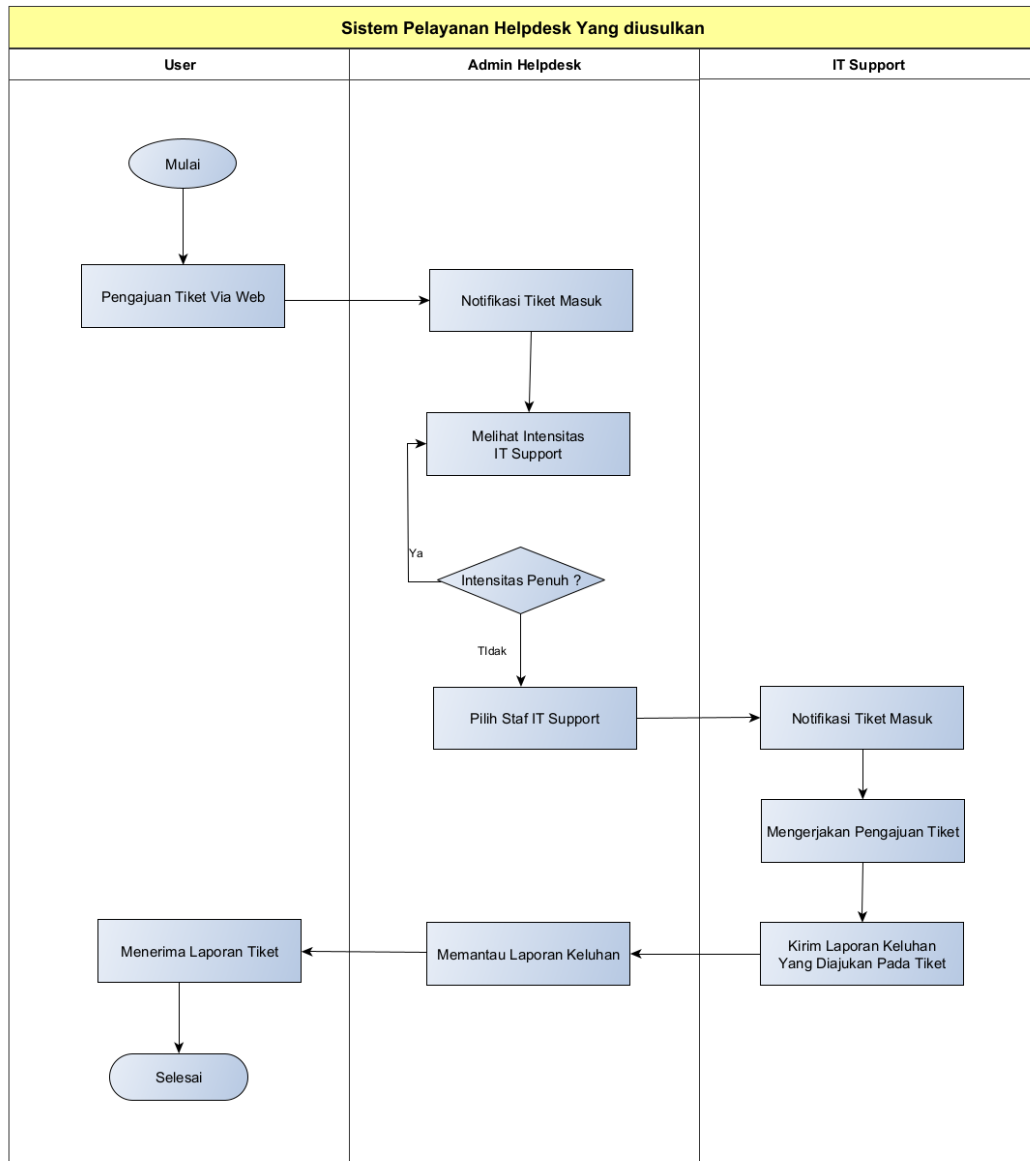 Sistem Pelayanan Helpdesk Yang diusulkan
User
Admin Helpdesk
IT Support
Mulai
Pengajuan Tiket Via Web
Notifikasi Tiket Masuk
Melihat Intensitas
IT Support
Ya
Intensitas Penuh ?
TIdak
Pilih Staf IT Support
Notifikasi Tiket Masuk
Mengerjakan Pengajuan Tiket
Kirim Laporan Keluhan
Yang Diajukan Pada Tiket
Memantau Laporan Keluhan
Menerima Laporan Tiket
Selesai